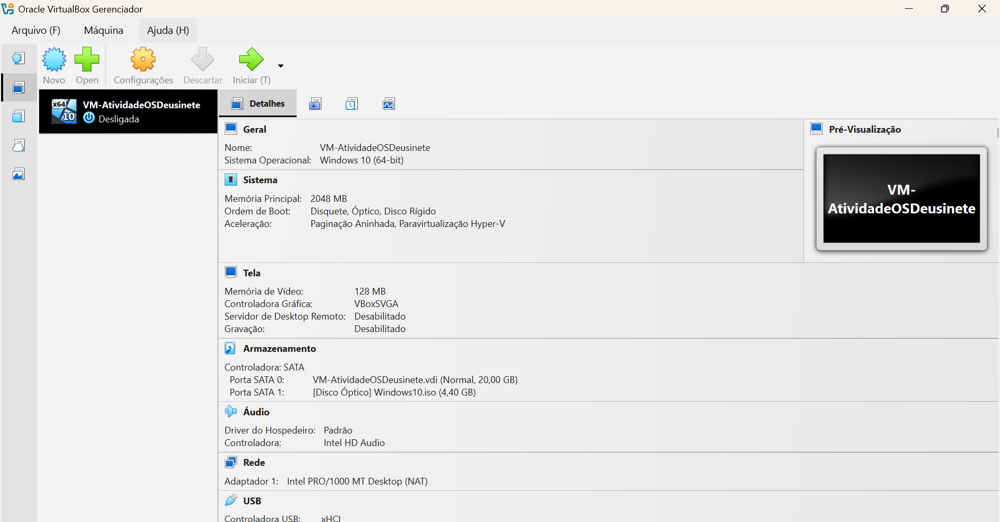 Oracle VirtualBox Gerenciador
Arquivo (F) Máquina Ajuda (H)
Novo Open Configurações Descartar Iniciar (T)
x64 10
VM-AtividadeOSDeusinete
Desligada
Detalhes
Geral
Nome: VM-AtividadeOSDeusinete
Sistema Operacional: Windows 10 (64-bit)
Sistema
Memória Principal: 2048 MB
Ordem de Boot: Disquete, Óptico, Disco Rígido
Aceleração: Paginação Aninhada, Paravirtualização Hyper-V
Pré-Visualização
VM-
AtividadeOSDeusinete
Tela
Memória de Vídeo: 128 MB
Controladora Gráfica: VBoxSVGA
Servidor de Desktop Remoto: Desabilitado
Gravação: Desabilitado
Armazenamento
Controladora: SATA
Porta SATA 0: VM-AtividadeOSDeusinete.vdi (Normal, 20,00 GB)
Porta SATA 1: [Disco Óptico] Windows10.iso (4,40 GB)
Áudio
Driver do Hospedeiro: Padrão
Controladora: Intel HD Audio
Rede
Adaptador 1: Intel PRO/1000 MT Desktop (NAT)
USB
Controladora USB: xHCI